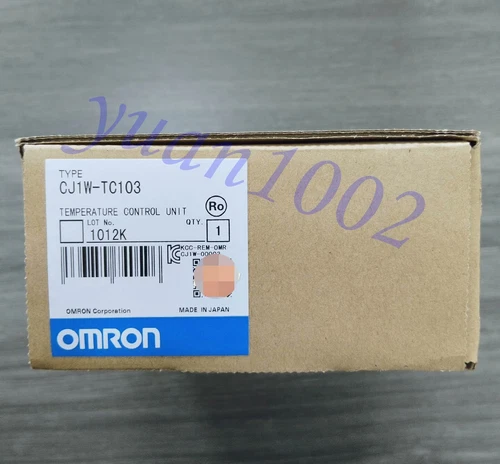 yuan1002
TYPE
CJ1W-TC103
TEMPERATURE CONTROL UNIT
Ro
LOT No.
QTY.
1012K
1
KCC-REM-OMR
CJ1W-00002
OMRON Corporation
MADE IN JAPAN
OMRON